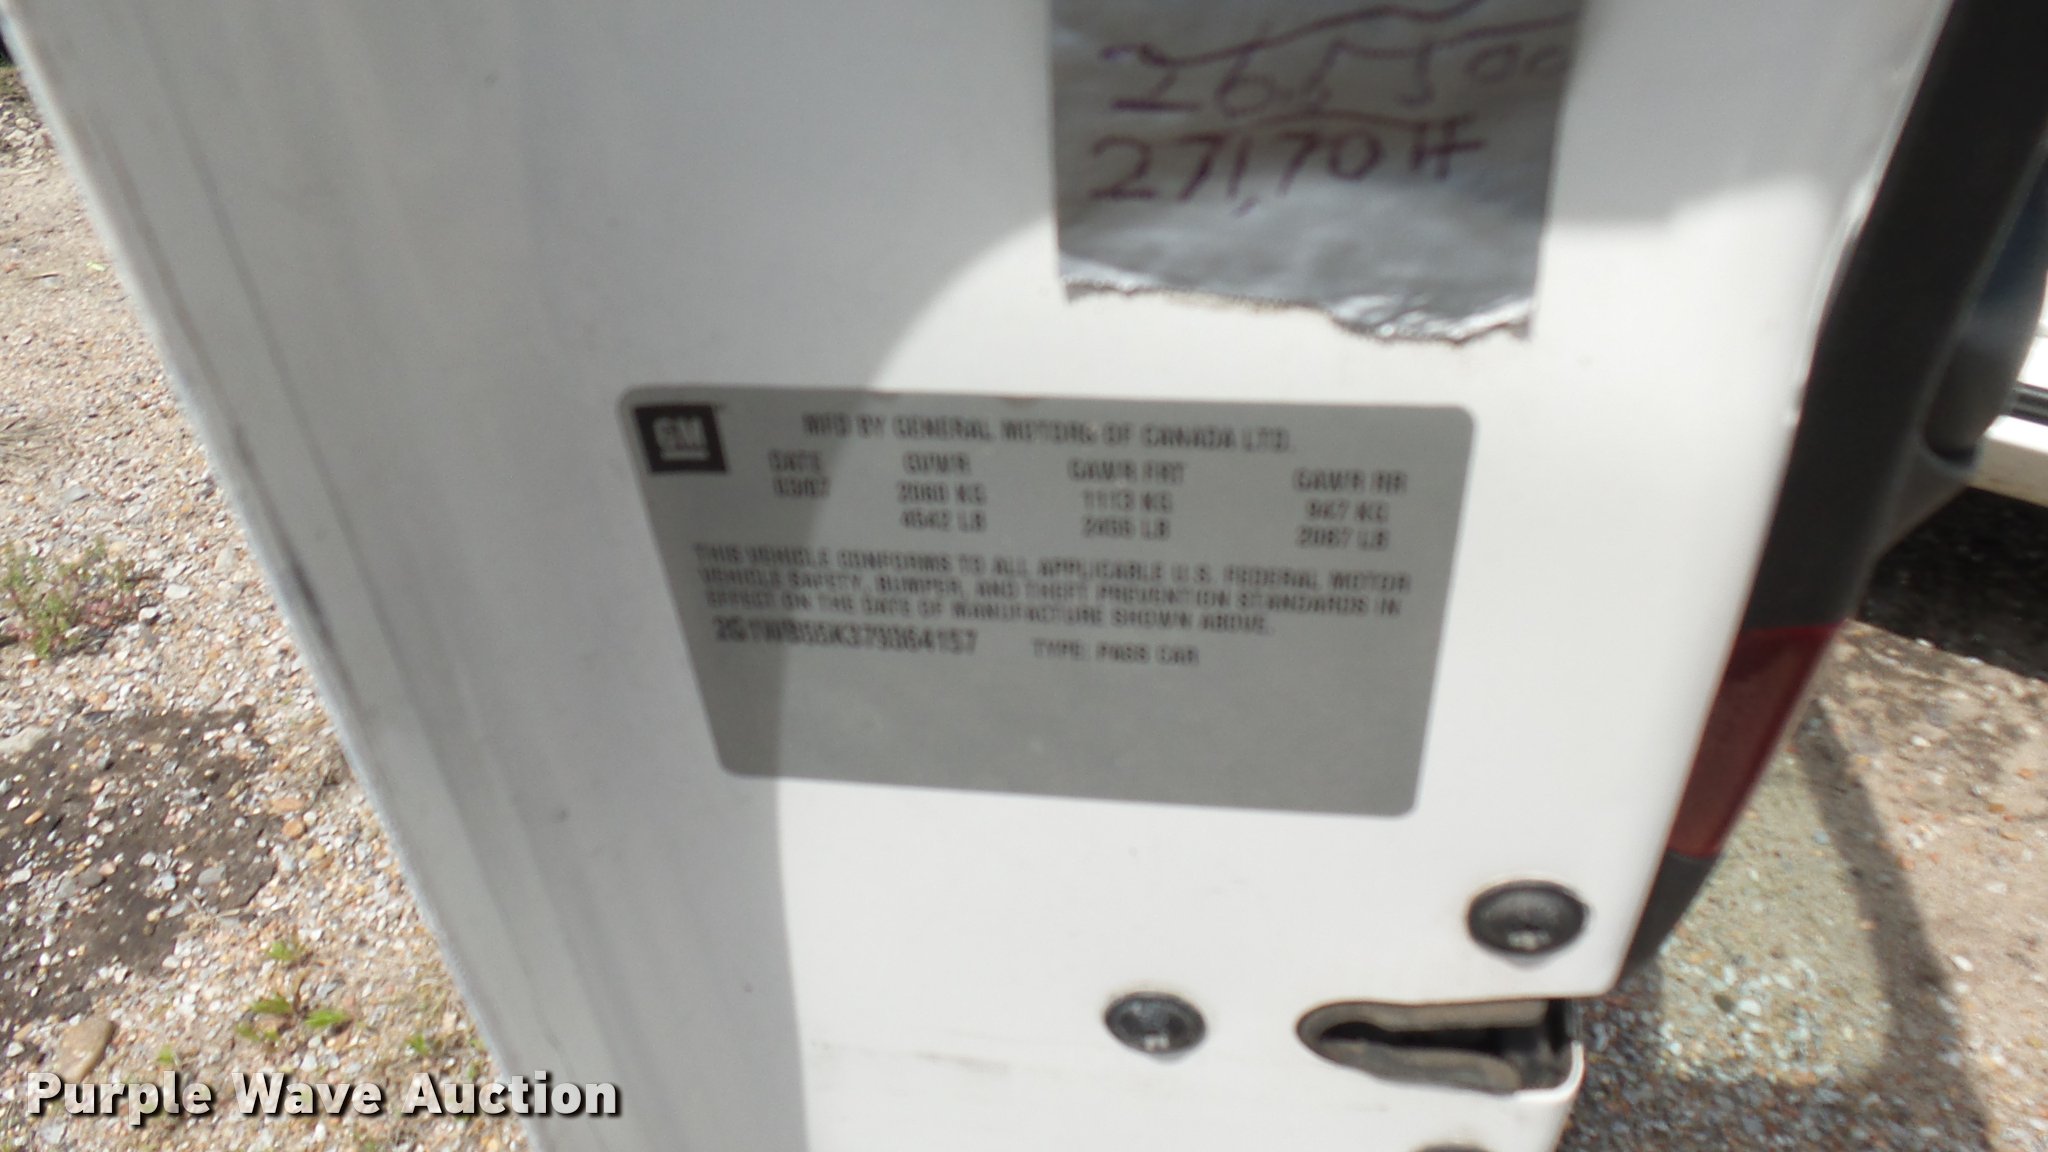 265500
271,70
GM
MFD BY GENERAL MOTORS OF CANADA LTD.
DATE GVWR GAWR FRT GAWR RR
03/07 2060 KG 1113 KG 947 KG
4542 LB 2455 LB 2087 LB
THIS VEHICLE CONFORMS TO ALL APPLICABLE U.S. FEDERAL MOTOR
VEHICLE SAFETY, BUMPER, AND THEFT PREVENTION STANDARDS IN
EFFECT ON THE DATE OF MANUFACTURE SHOWN ABOVE.
TYPE: PASS CAR
Purple Wave Auction